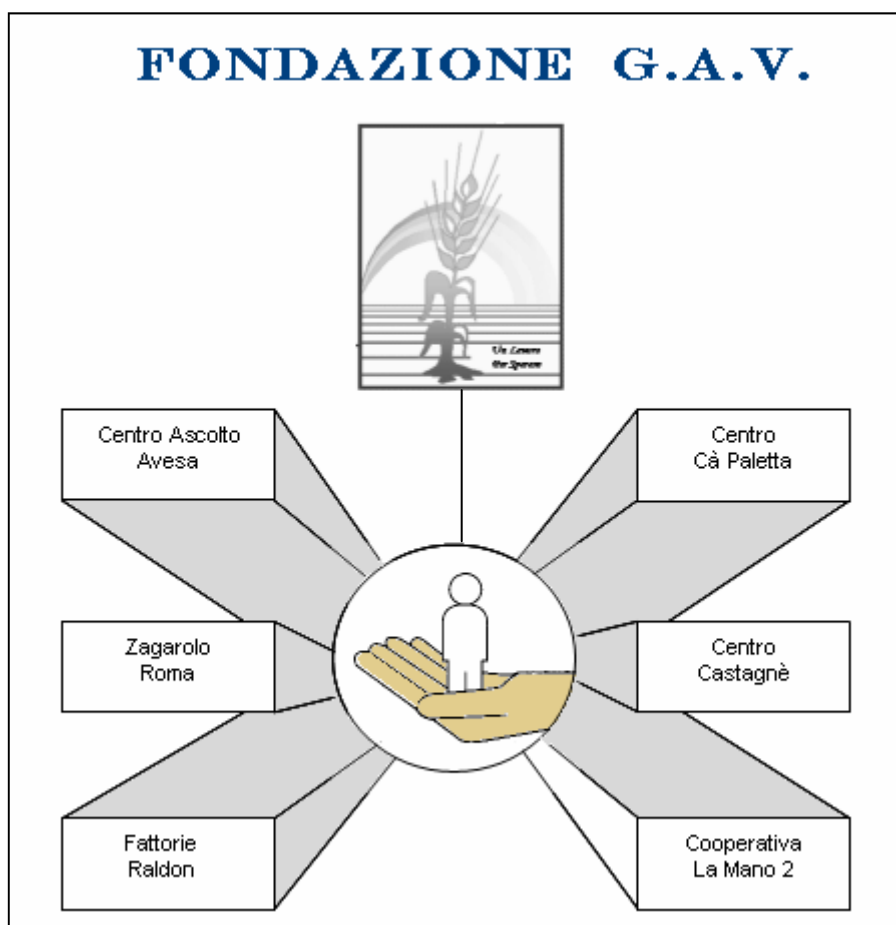 FONDAZIONE G.A.V.
Centro Ascolto
Avesa
Centro
Cà Paletta
Zagarolo
Roma
Centro
Castagnè
Fattorie
Raldon
Cooperativa
La Mano 2